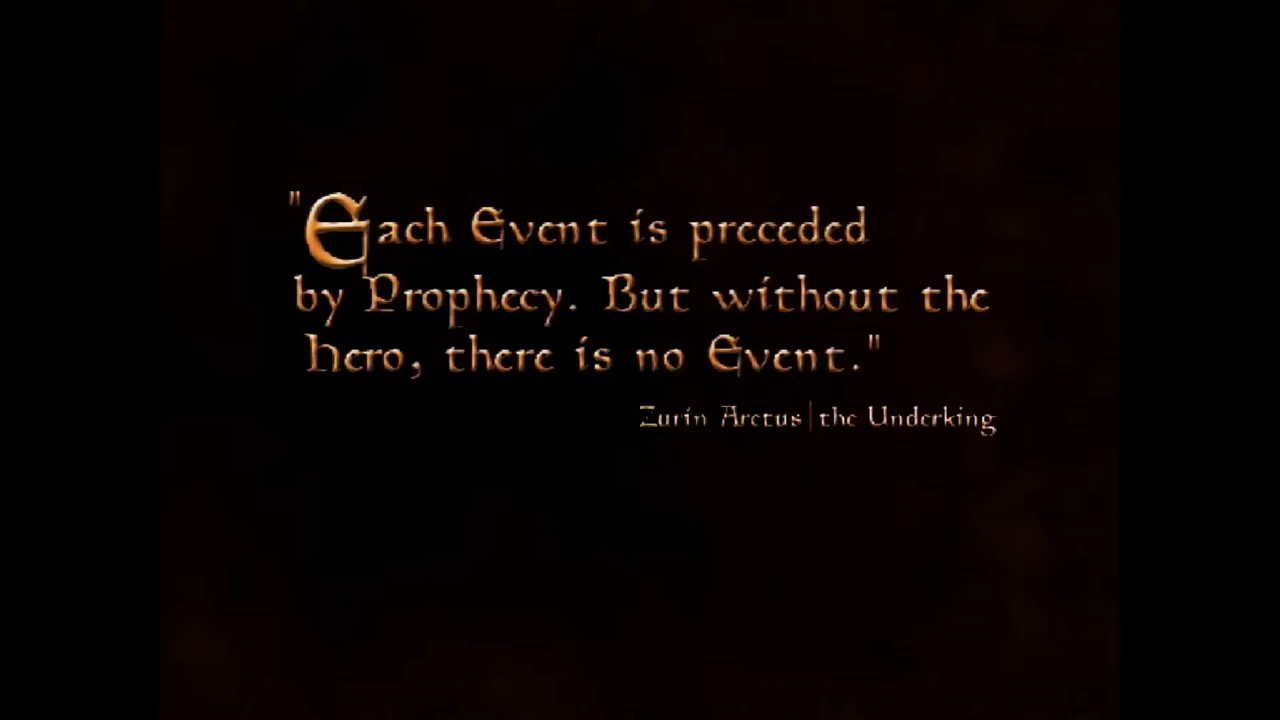 "Each Event is preceded
by Prophecy. But without the
hero, there is no Event."
Zurin Arctus|the Underking